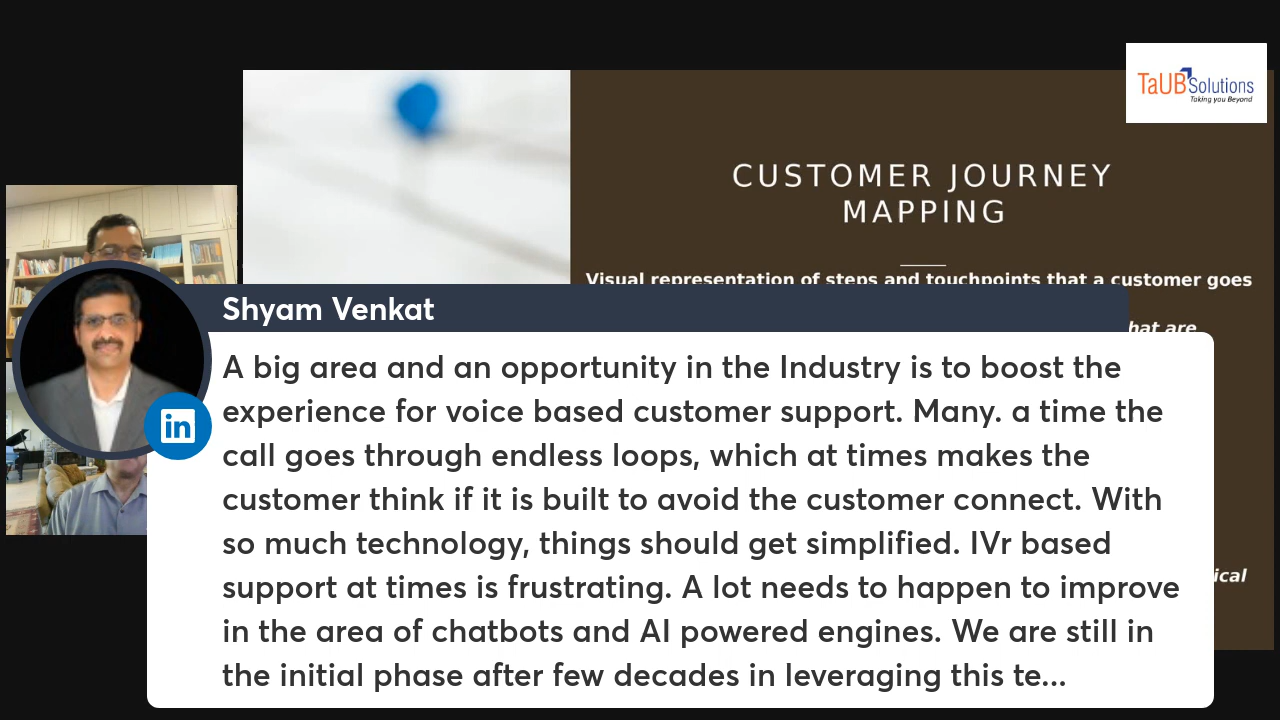 TaUB Solutions
Taking you Beyond
CUSTOMER JOURNEY
MAPPING
Visual representation of steps and touchpoints that a customer goes
hat are
ical
Shyam Venkat
A big area and an opportunity in the Industry is to boost the
experience for voice based customer support. Many. a time the
call goes through endless loops, which at times makes the
customer think if it is built to avoid the customer connect. With
so much technology, things should get simplified. IVr based
support at times is frustrating. A lot needs to happen to improve
in the area of chatbots and AI powered engines. We are still in
the initial phase after few decades in leveraging this te...
in